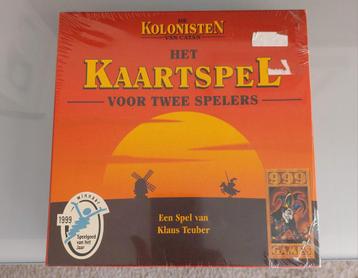 DE
KOLONISTEN
VAN CATAN
HET
KAARTSPEL
VOOR TWEE SPELERS
Een Spel van
Klaus Teuber
winnaar
1999
Speelgoed
van het
Jaar
999
GAMES